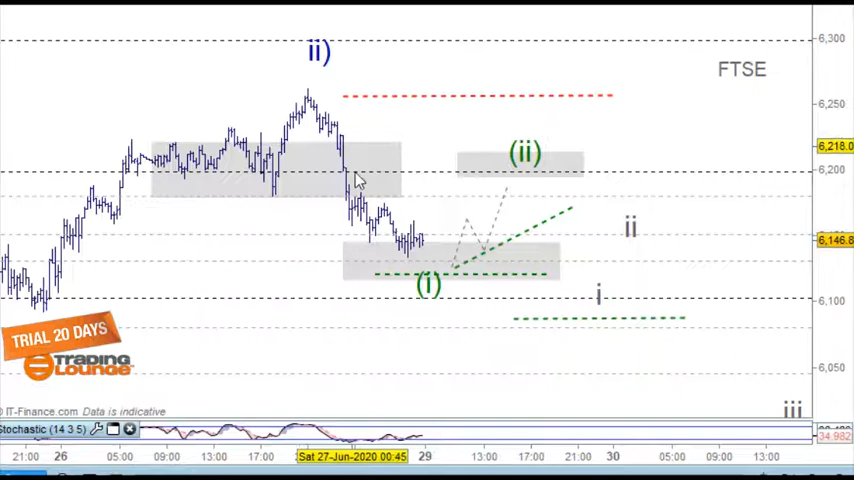 ii)
6,300
FTSE
6,250
6,218.0
(ii)
6,200
ii
6,146.8
(i)
i
6,100
TRIAL 20 DAYS
TRADING
LOUNGE
6,050
iii
© IT-Finance.com Data is indicative
Stochastic (14 3 5)
34.982
21:00 26 05:00 09:00 13:00 17:00 Sat 27-Jun-2020 00:45 29 13:00 17:00 21:00 30 05:00 09:00 13:00